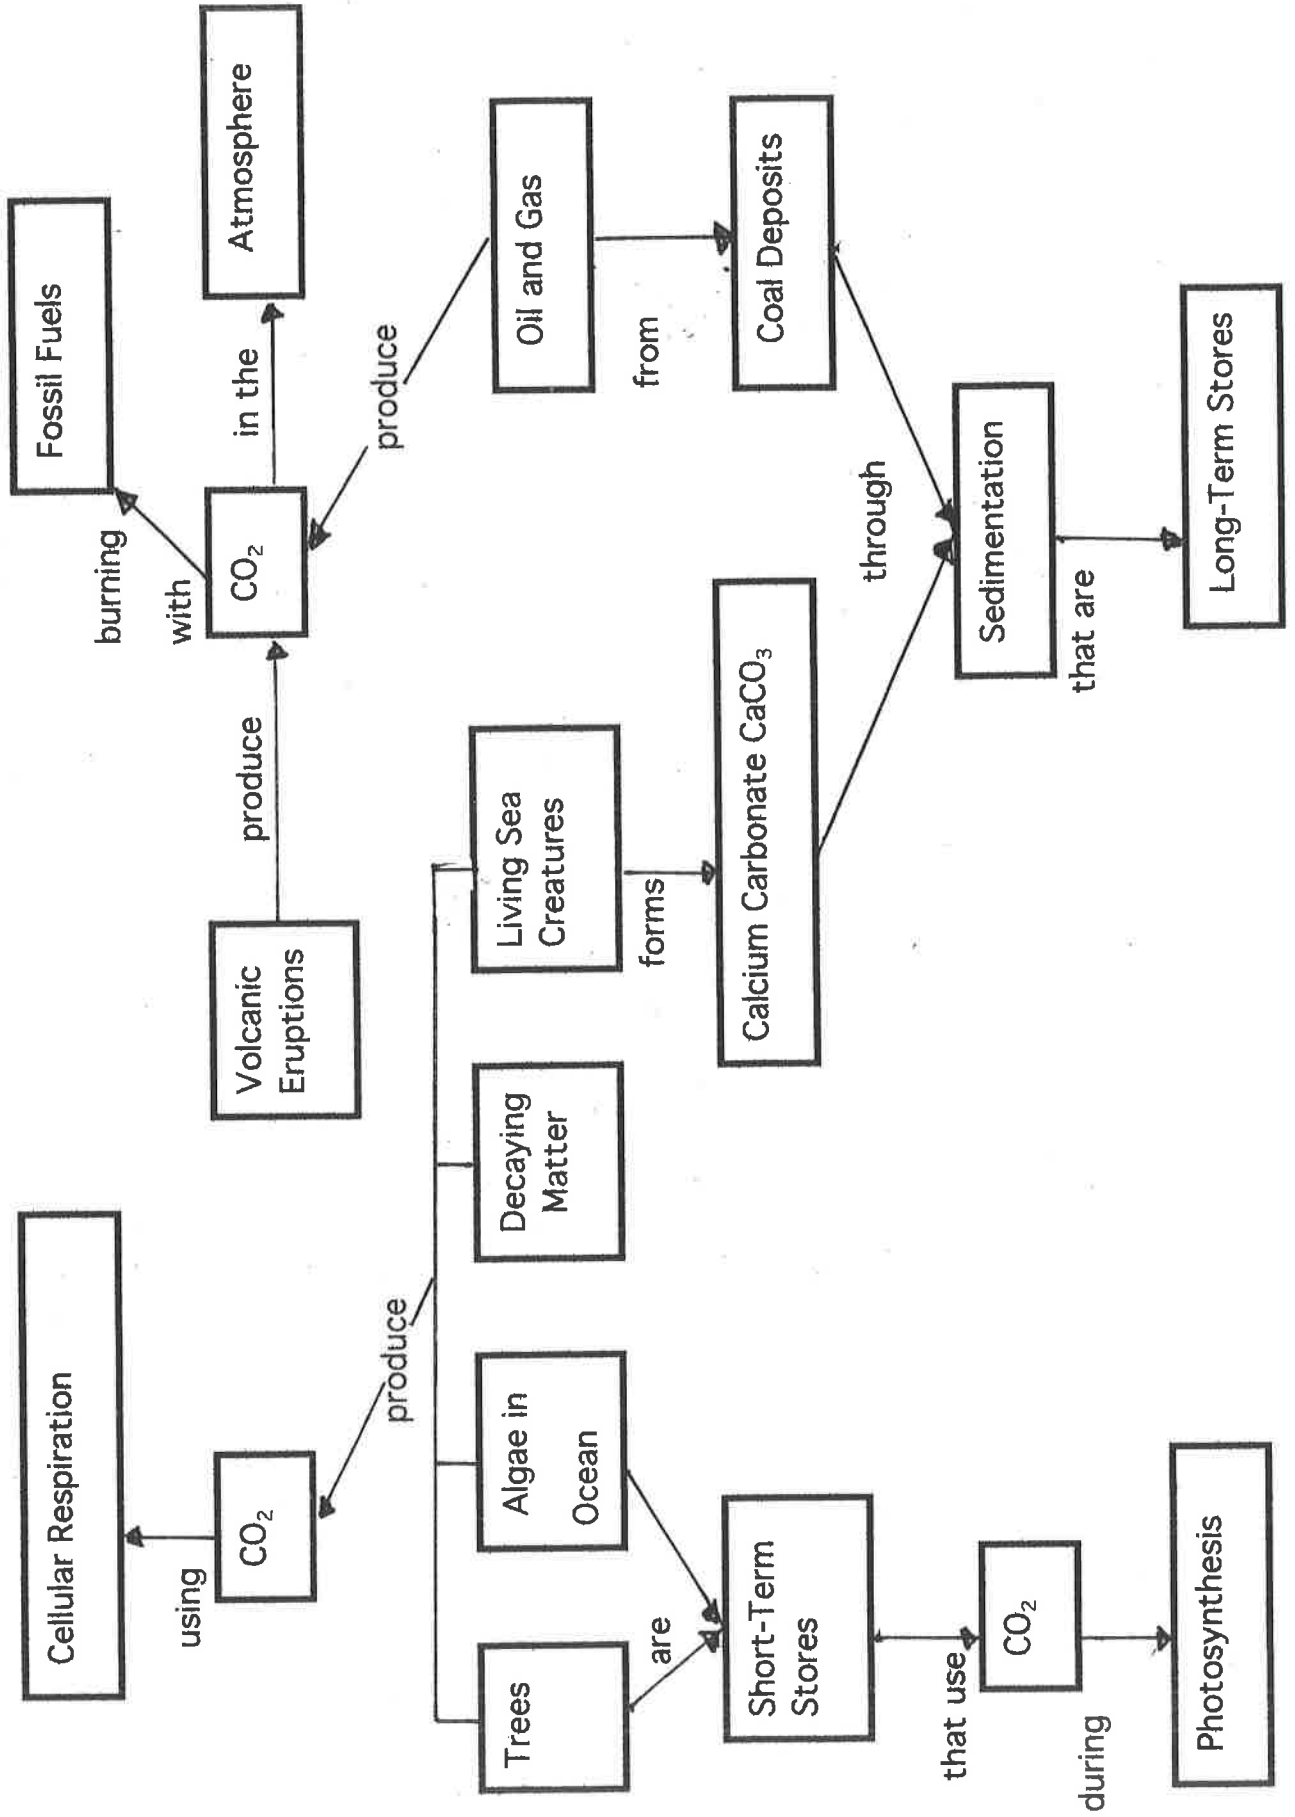 Cellular Respiration
using
CO₂
produce
Volcanic
Eruptions
produce
burning
with
Fossil Fuels
CO₂
in the
Atmosphere
produce
Trees
Algae in
Ocean
Decaying
Matter
Living Sea
Creatures
Oil and Gas
are
forms
from
Short-Term
Stores
Calcium Carbonate CaCO₃
Coal Deposits
that use
through
CO₂
Sedimentation
during
that are
Photosynthesis
Long-Term Stores